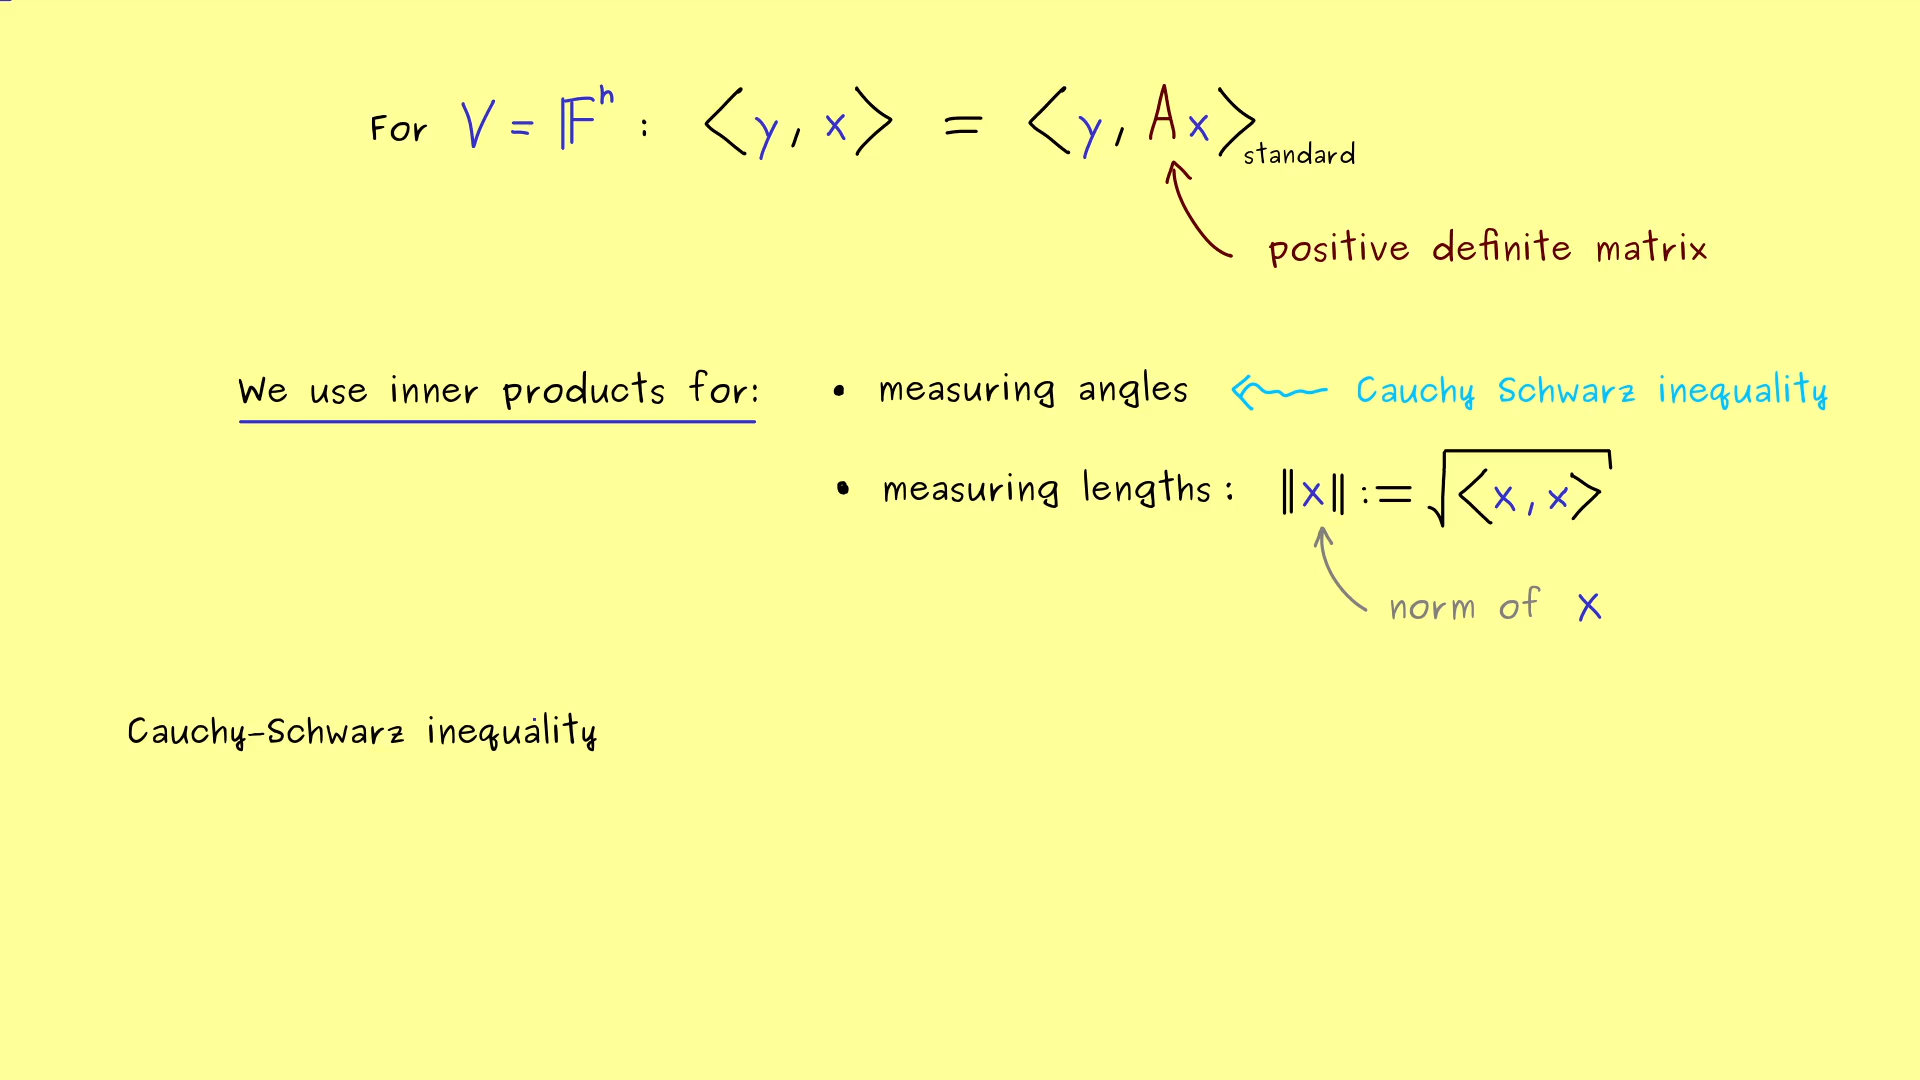 For V = 𝔽ⁿ : <y, x> = <y, Ax>standard
positive definite matrix
We use inner products for: • measuring angles ← Cauchy Schwarz inequality
• measuring lengths: ‖x‖ := √<x, x>
norm of x
Cauchy-Schwarz inequality